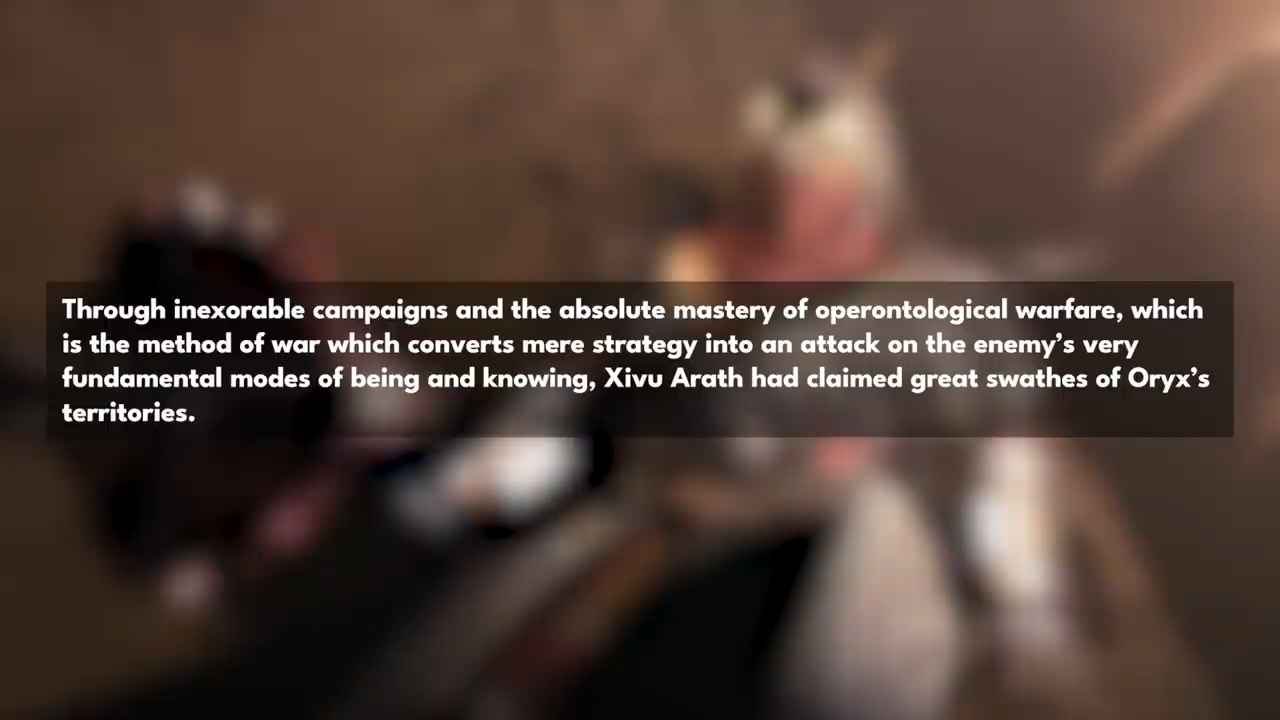 Through inexorable campaigns and the absolute mastery of operontological warfare, which
is the method of war which converts mere strategy into an attack on the enemy’s very
fundamental modes of being and knowing, Xivu Arath had claimed great swathes of Oryx’s
territories.